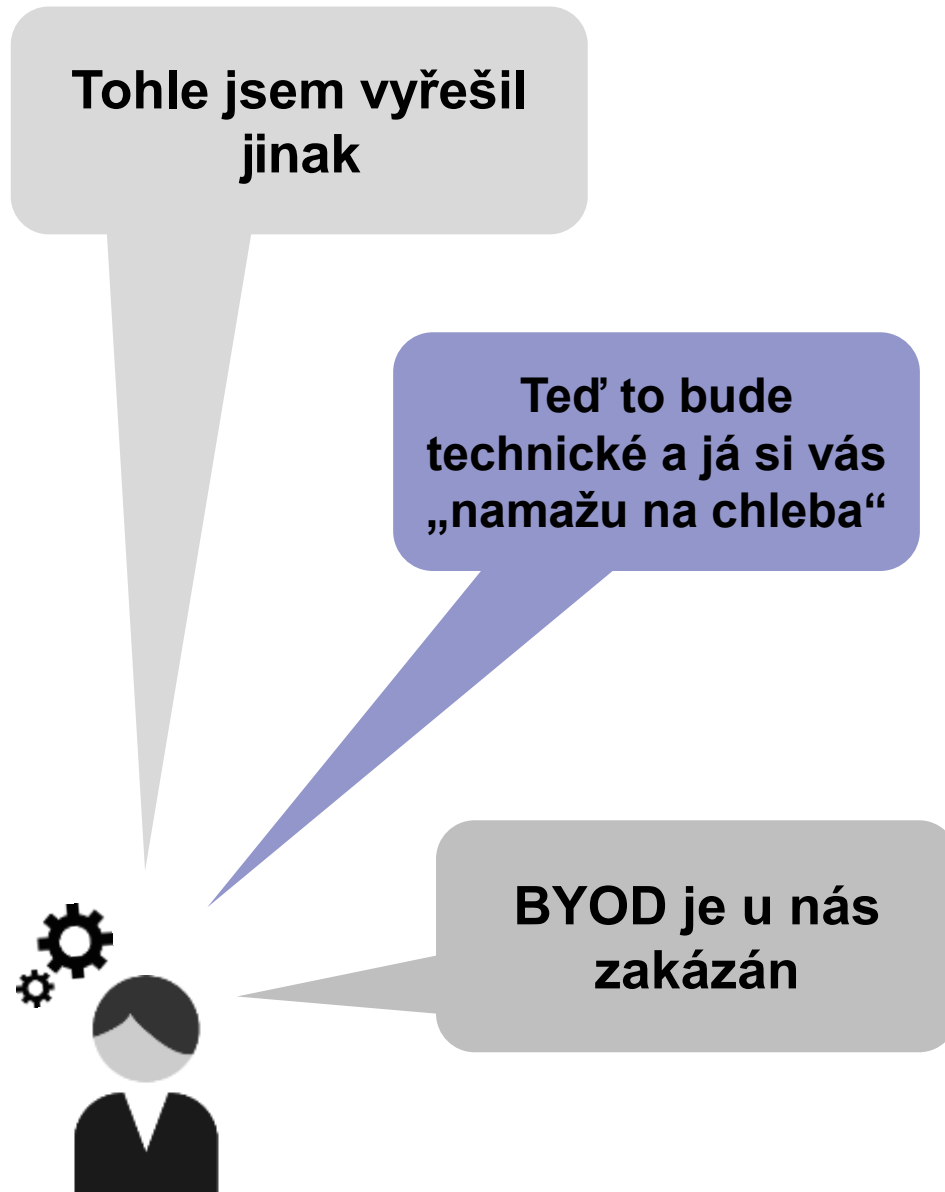 Tohle jsem vyřešil
jinak
Teď to bude
technické a já si vás
„namažu na chleba“
BYOD je u nás
zakázán